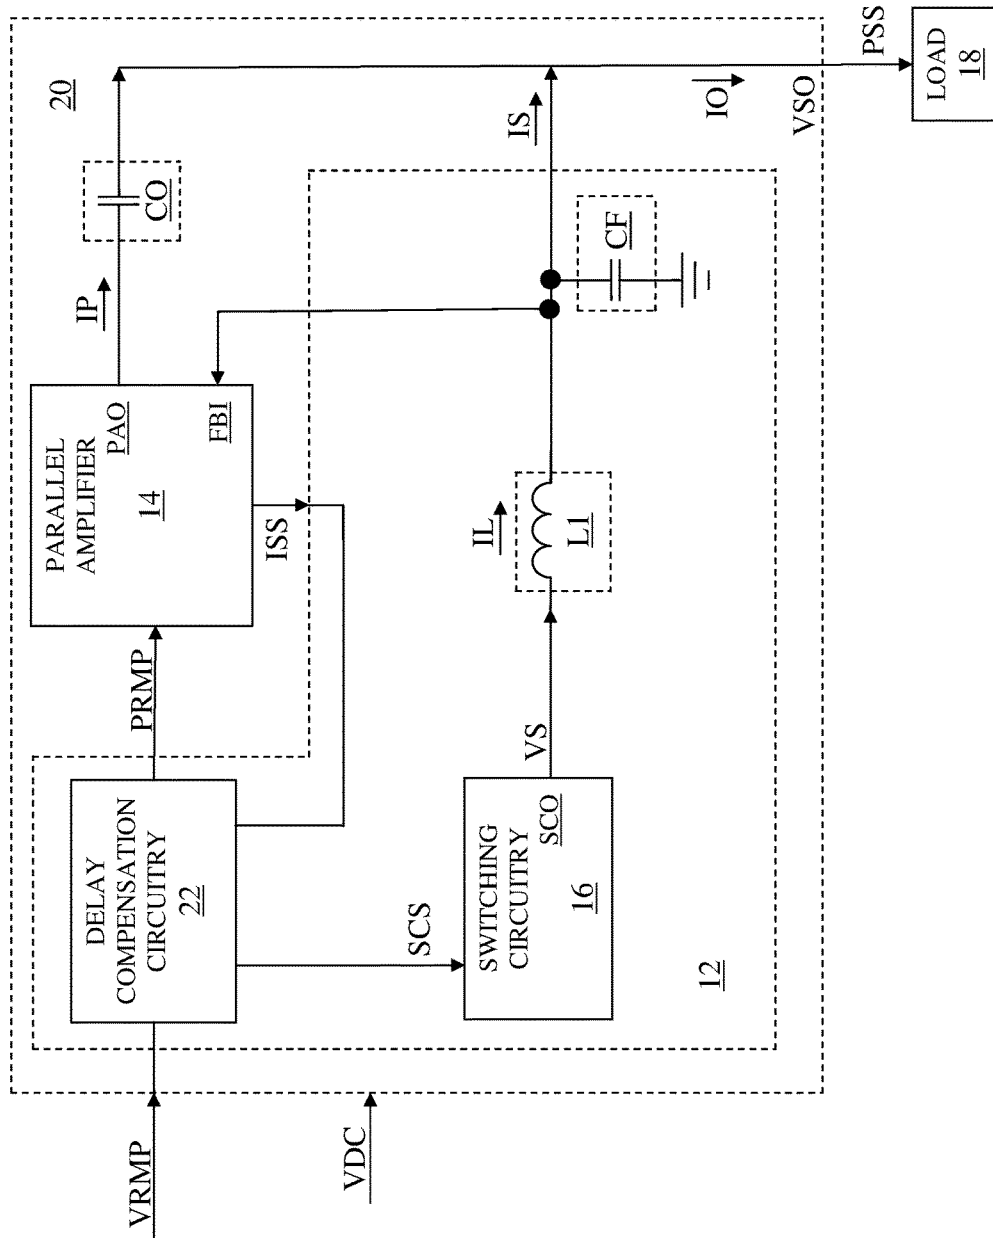 VRMP
VDC
20
DELAY
COMPENSATION
CIRCUITRY
22
PRMP
PARALLEL
AMPLIFIER
14
PAO
FBI
ISS
IP
CO
SCS
SWITCHING
CIRCUITRY
16
SCO
VS
IL
L1
CF
IS
12
IO
VSO
PSS
LOAD
18